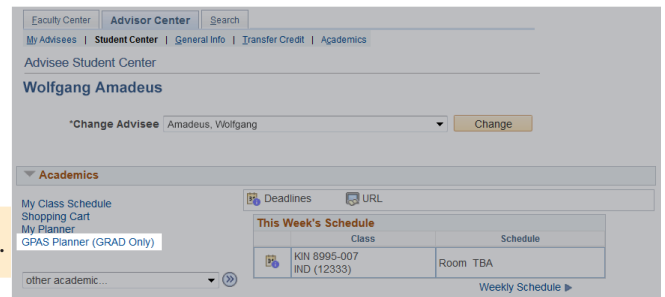 Faculty Center Advisor Center Search
My Advisees | Student Center | General Info | Transfer Credit | Academics
Advisee Student Center
Wolfgang Amadeus
*Change Advisee Amadeus, Wolfgang Change
Academics
My Class Schedule
Shopping Cart
My Planner
GPAS Planner (GRAD Only)
other academic...
Deadlines URL
This Week's Schedule
Class Schedule
KIN 8995-007
IND (12333)
Room TBA
Weekly Schedule